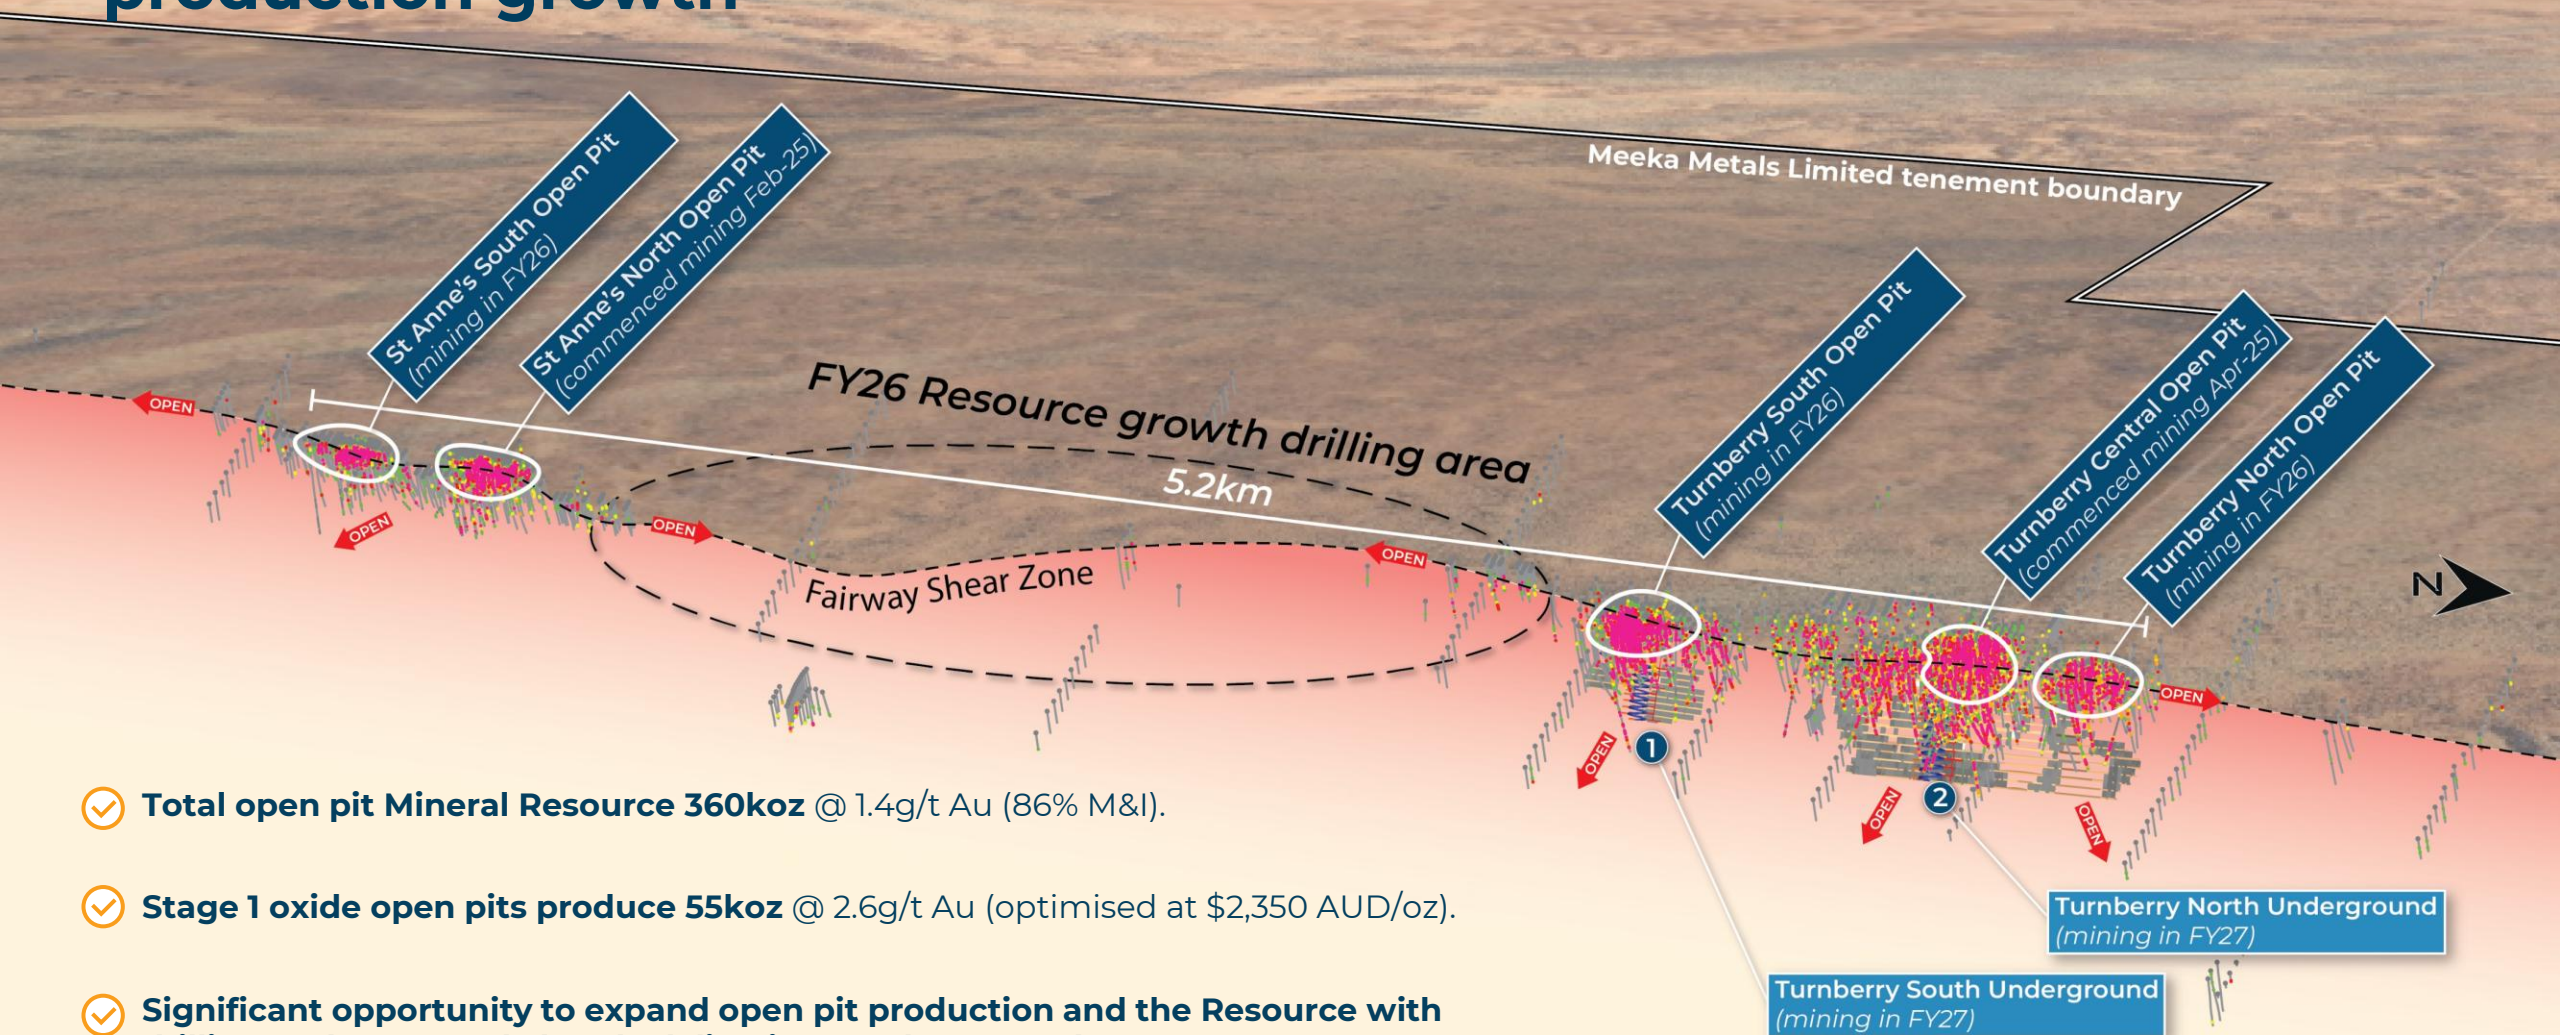 production growth
Meeka Metals Limited tenement boundary
St Anne's South Open Pit
(mining in FY26)
St Anne's North Open Pit
(commenced mining Feb-25)
FY26 Resource growth drilling area
5.2km
Turnberry South Open Pit
(mining in FY26)
Turnberry Central Open Pit
(commenced mining Apr-25)
Turnberry North Open Pit
(mining in FY26)
OPEN
OPEN
OPEN
OPEN
Fairway Shear Zone
N
OPEN
OPEN
OPEN
OPEN
1
2
Total open pit Mineral Resource 360koz @ 1.4g/t Au (86% M&I).
Stage 1 oxide open pits produce 55koz @ 2.6g/t Au (optimised at $2,350 AUD/oz).
Significant opportunity to expand open pit production and the Resource with
Turnberry North Underground
(mining in FY27)
Turnberry South Underground
(mining in FY27)